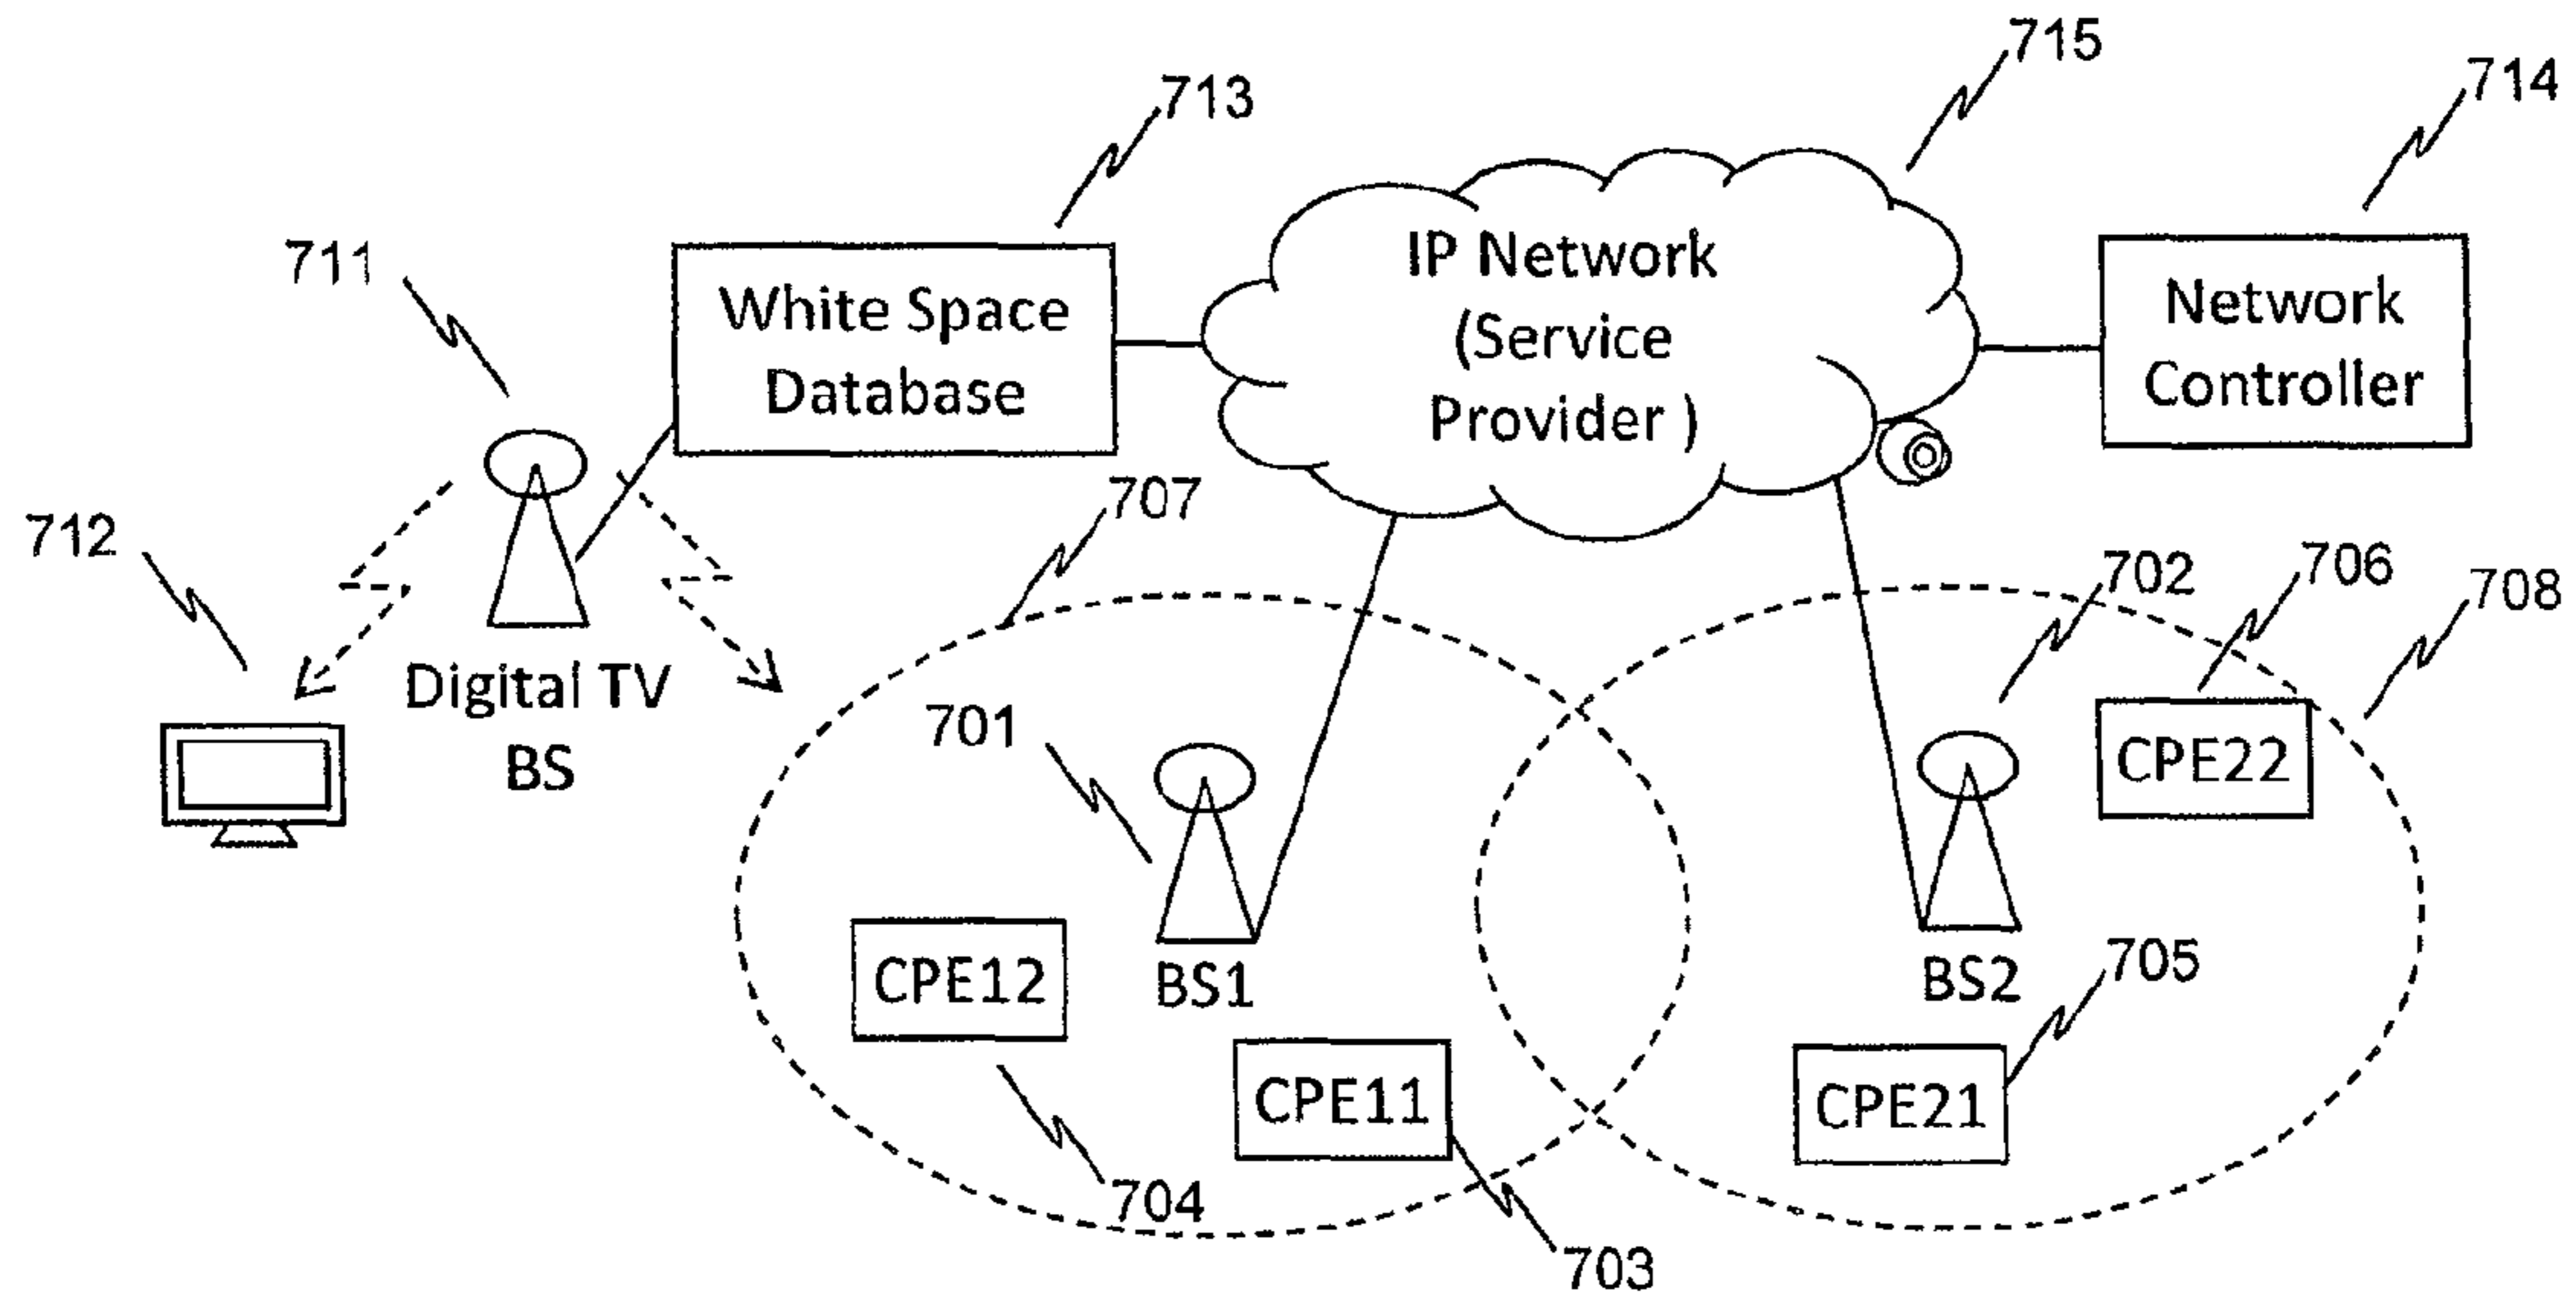 715
714
713
711
IP Network
(Service
Provider )
White Space
Database
Network
Controller
707
712
702
706
708
Digital TV
BS
701
CPE22
CPE12
BS1
BS2
705
CPE11
CPE21
704
703